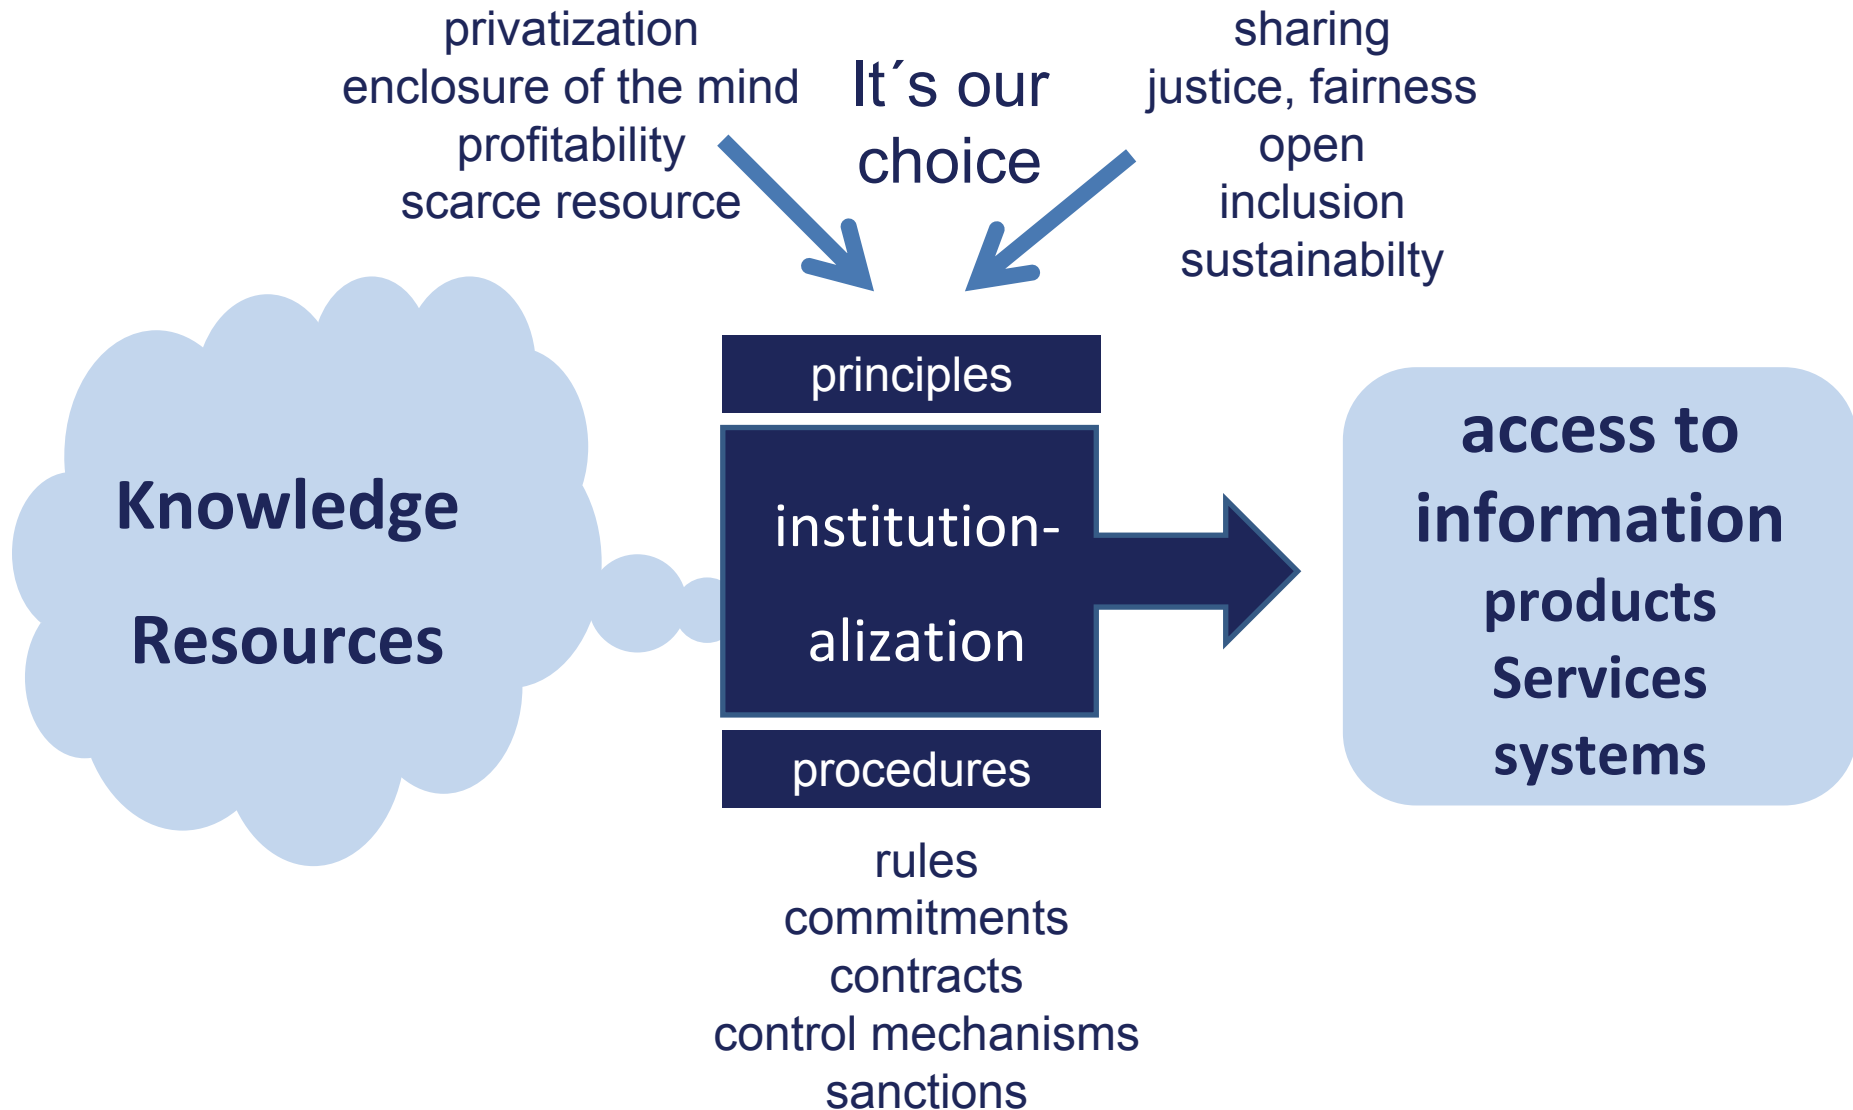 privatization
enclosure of the mind
profitability
scarce resource
It´s our
choice
sharing
justice, fairness
open
inclusion
sustainabilty
Knowledge
Resources
principles
institution-
alization
procedures
access to
information
products
Services
systems
rules
commitments
contracts
control mechanisms
sanctions